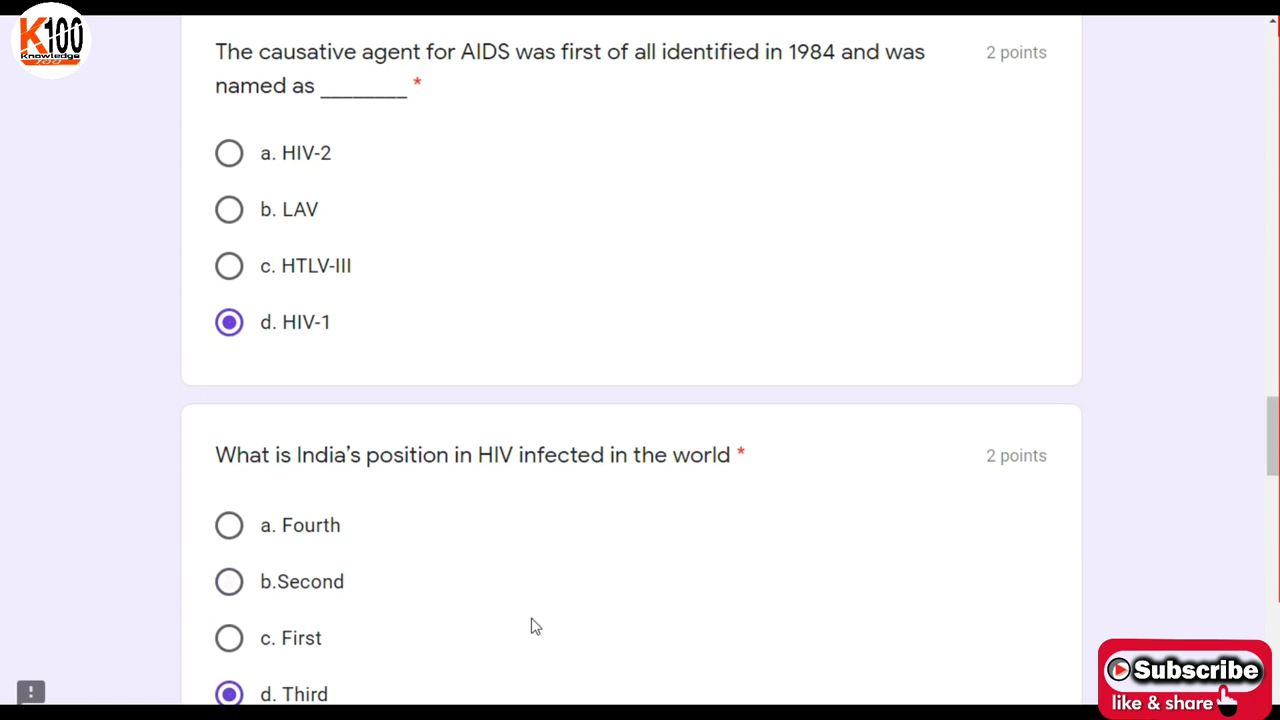 K100
Knowledge
100
The causative agent for AIDS was first of all identified in 1984 and was
named as ________ *
2 points
a. HIV-2
b. LAV
c. HTLV-III
d. HIV-1
What is India's position in HIV infected in the world *
2 points
a. Fourth
b.Second
c. First
d. Third
!
Subscribe
like & share